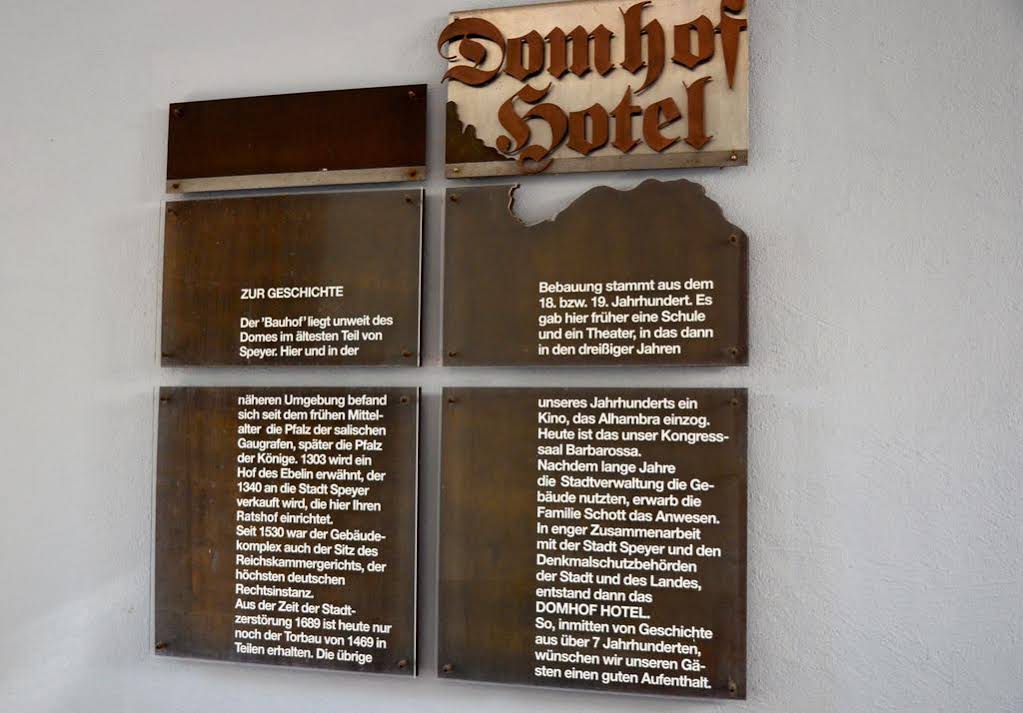 Domhof
Hotel
ZUR GESCHICHTE
Der 'Bauhof' liegt unweit des
Domes im ältesten Teil von
Speyer. Hier und in der
näheren Umgebung befand
sich seit dem frühen Mittel-
alter die Pfalz der salischen
Gaugrafen, später die Pfalz
der Könige. 1303 wird ein
Hof des Ebelin erwähnt, der
1340 an die Stadt Speyer
verkauft wird, die hier Ihren
Ratshof einrichtet.
Seit 1530 war der Gebäude-
komplex auch der Sitz des
Reichskammergerichts, der
höchsten deutschen
Rechtsinstanz.
Aus der Zeit der Stadt-
zerstörung 1689 ist heute nur
noch der Torbau von 1469 in
Teilen erhalten. Die übrige
Bebauung stammt aus dem
18. bzw. 19. Jahrhundert. Es
gab hier früher eine Schule
und ein Theater, in das dann
in den dreißiger Jahren
unseres Jahrhunderts ein
Kino, das Alhambra einzog.
Heute ist das unser Kongress-
saal Barbarossa.
Nachdem lange Jahre
die Stadtverwaltung die Ge-
bäude nutzten, erwarb die
Familie Schott das Anwesen.
In enger Zusammenarbeit
mit der Stadt Speyer und den
Denkmalschutzbehörden
der Stadt und des Landes,
entstand dann das
DOMHOF HOTEL.
So, inmitten von Geschichte
aus über 7 Jahrhunderten,
wünschen wir unseren Gä-
sten einen guten Aufenthalt.